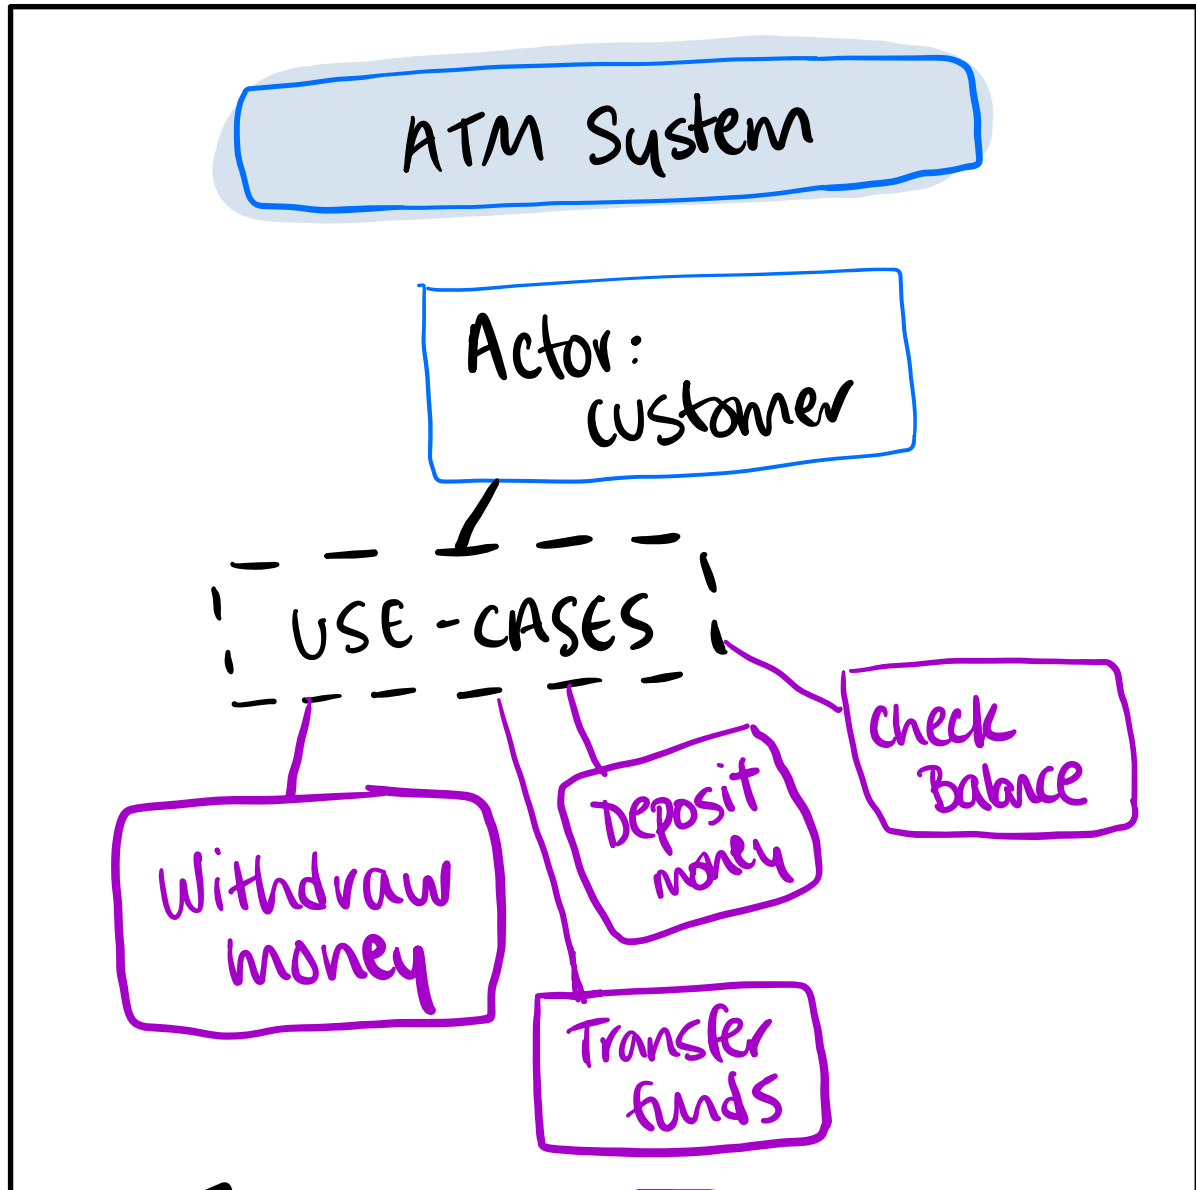 ATM System
Actor:
customer
USE-CASES
check
Balance
Deposit
money
Withdraw
money
Transfer
funds